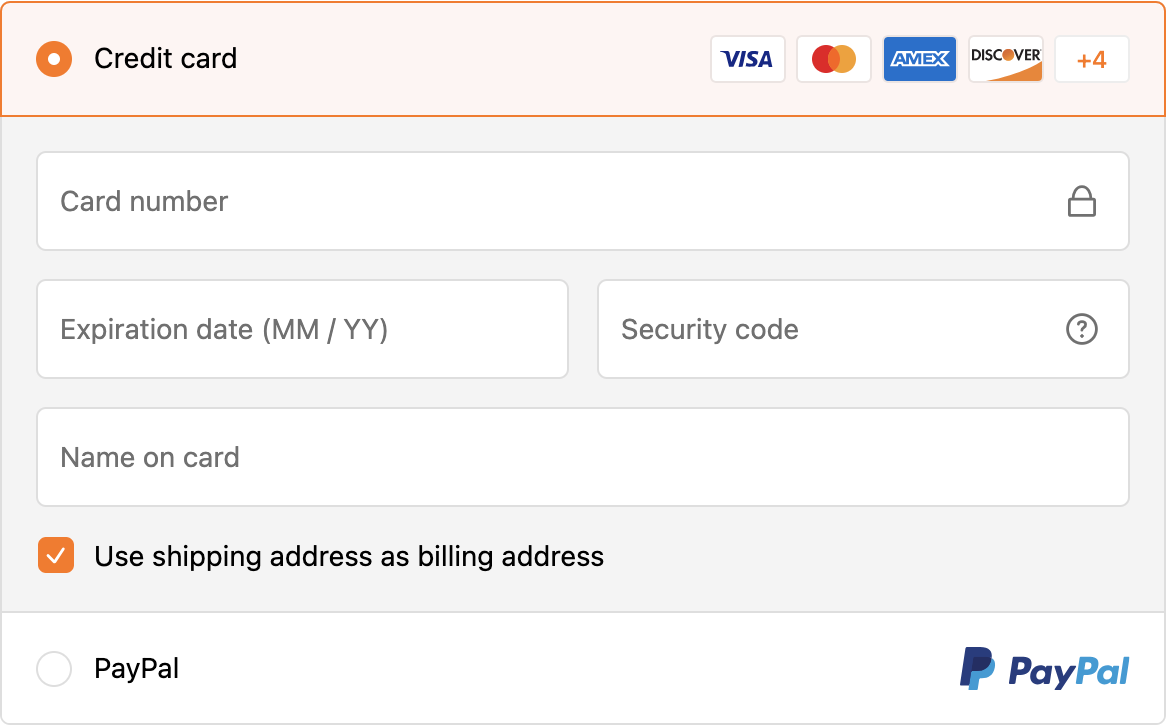 Credit card VISA AMEX DISCOVER +4
Card number
Expiration date (MM / YY) Security code ?
Name on card
Use shipping address as billing address
PayPal PayPal